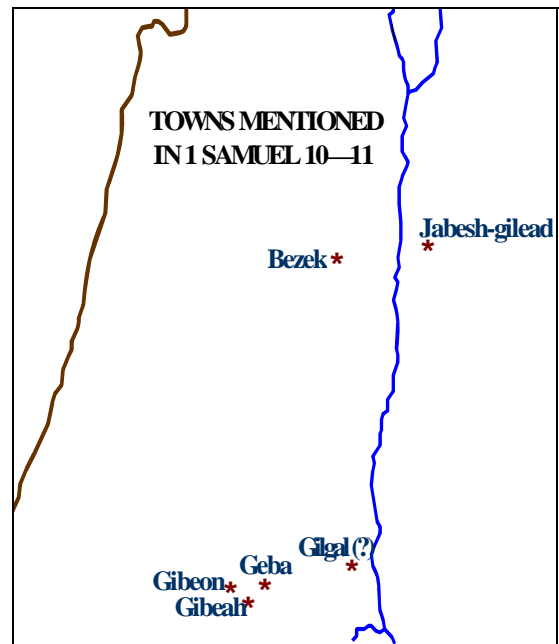 TOWNS MENTIONED
IN 1 SAMUEL 10—11
Jabesh-gilead
Bezek
Gilgal (?)
Geba
Gibeon
Gibeah